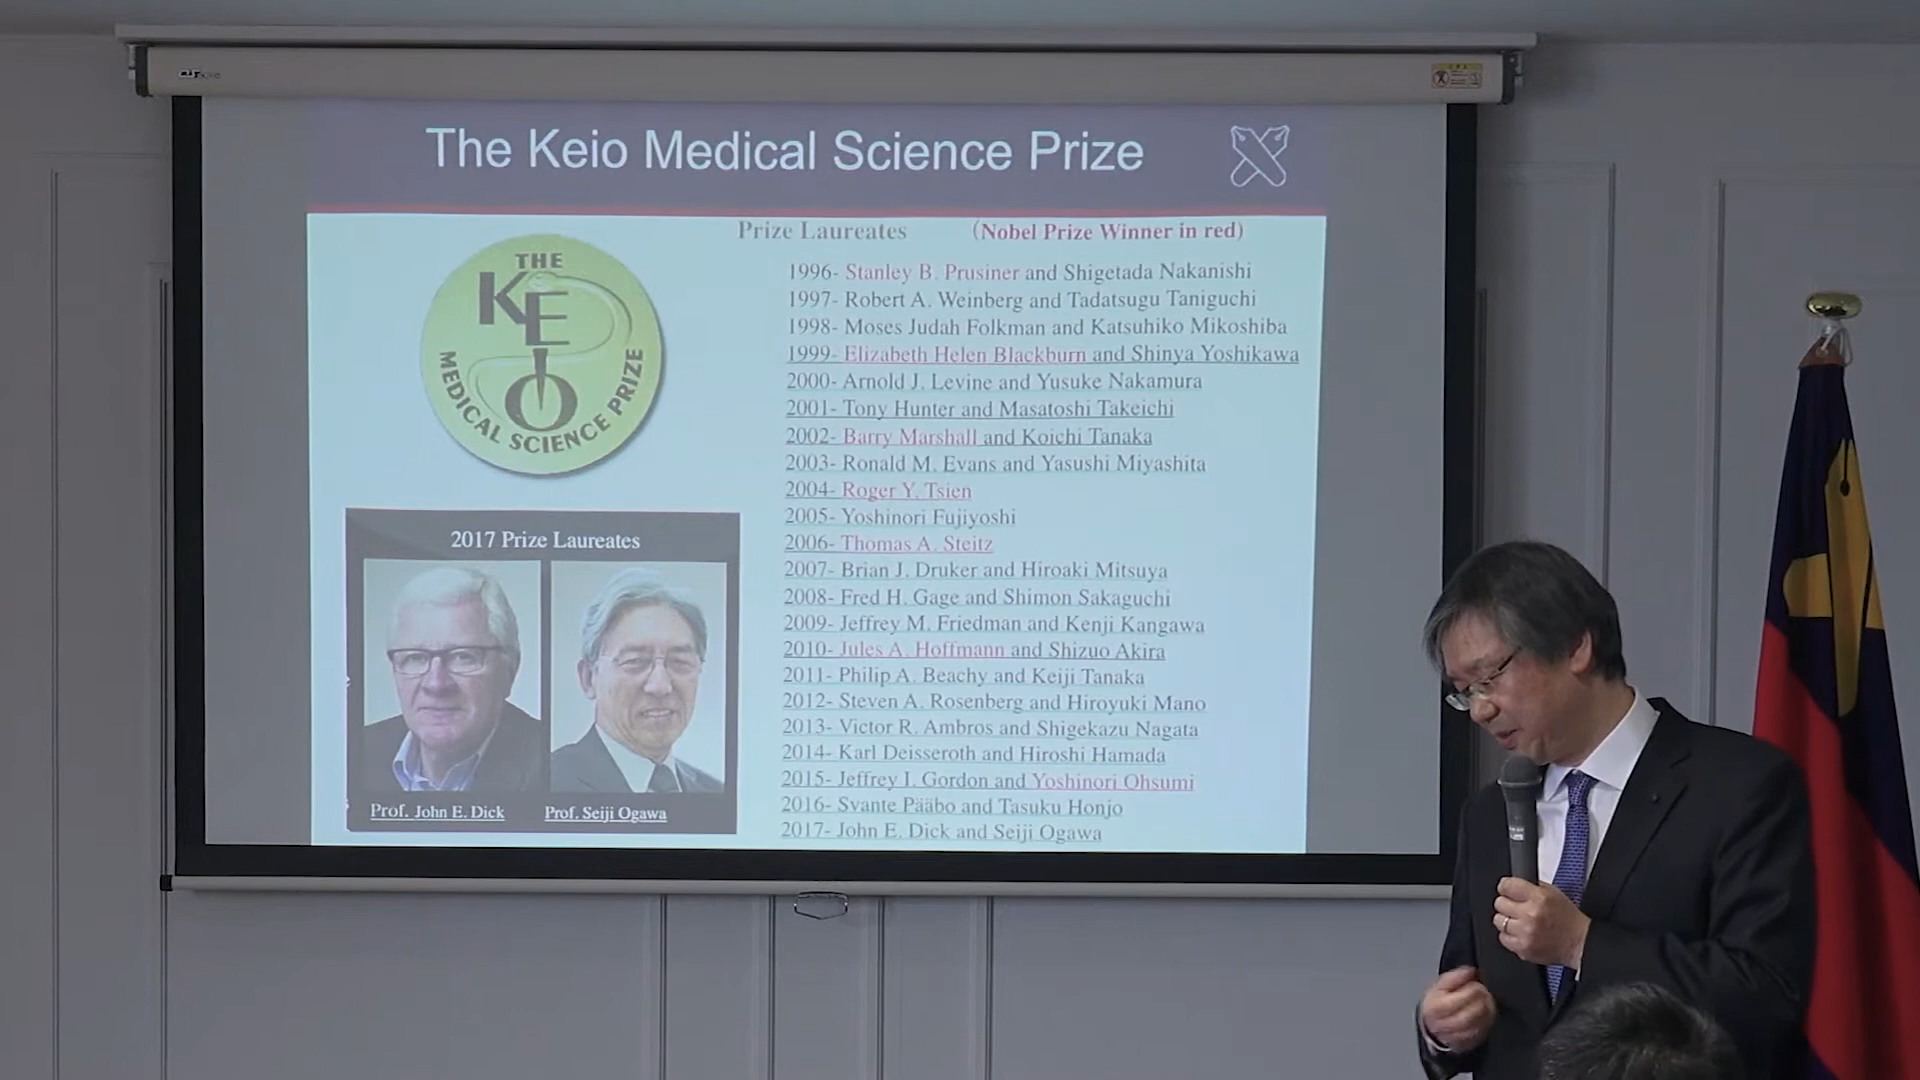 The Keio Medical Science Prize
THE
KEIO
MEDICAL SCIENCE PRIZE
Prize Laureates (Nobel Prize Winner in red)
1996- Stanley B. Prusiner and Shigetada Nakanishi
1997- Robert A. Weinberg and Tadatsugu Taniguchi
1998- Moses Judah Folkman and Katsuhiko Mikoshiba
1999- Elizabeth Helen Blackburn and Shinya Yoshikawa
2000- Arnold J. Levine and Yusuke Nakamura
2001- Tony Hunter and Masatoshi Takeichi
2002- Barry Marshall and Koichi Tanaka
2003- Ronald M. Evans and Yasushi Miyashita
2004- Roger Y. Tsien
2005- Yoshinori Fujiyoshi
2006- Thomas A. Steitz
2007- Brian J. Druker and Hiroaki Mitsuya
2008- Fred H. Gage and Shimon Sakaguchi
2009- Jeffrey M. Friedman and Kenji Kangawa
2010- Jules A. Hoffmann and Shizuo Akira
2011- Philip A. Beachy and Keiji Tanaka
2012- Steven A. Rosenberg and Hiroyuki Mano
2013- Victor R. Ambros and Shigekazu Nagata
2014- Karl Deisseroth and Hiroshi Hamada
2015- Jeffrey I. Gordon and Yoshinori Ohsumi
2016- Svante Pääbo and Tasuku Honjo
2017- John E. Dick and Seiji Ogawa
2017 Prize Laureates
Prof. John E. Dick
Prof. Seiji Ogawa